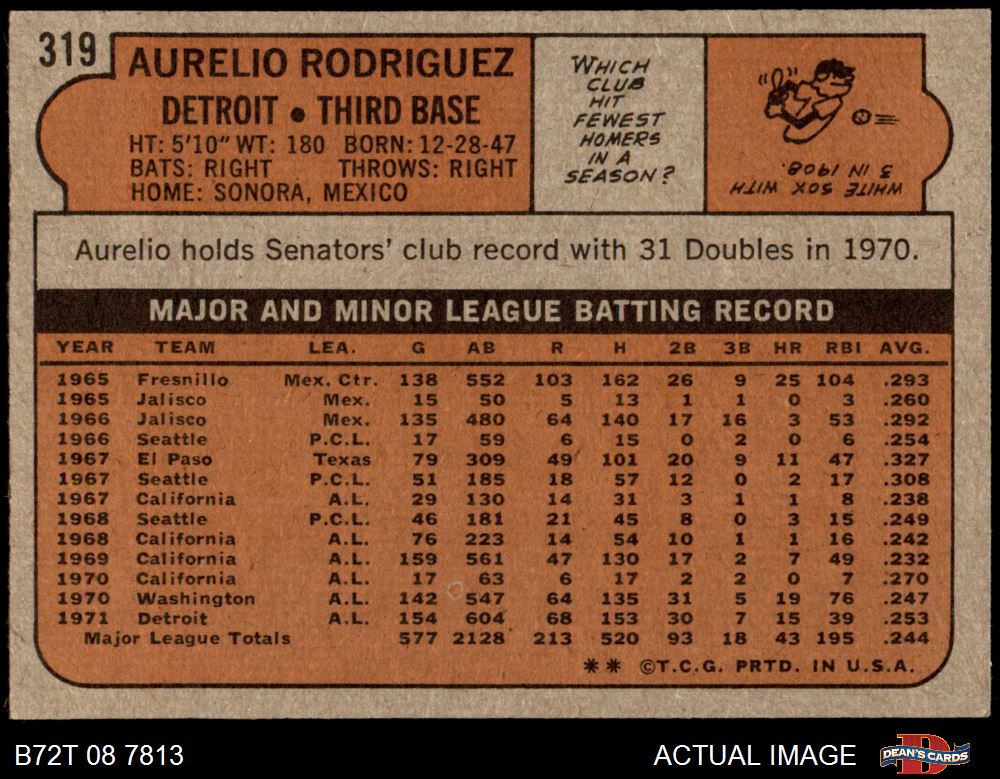 319
AURELIO RODRIGUEZ
DETROIT • THIRD BASE
HT: 5'10" WT: 180 BORN: 12-28-47
BATS: RIGHT THROWS: RIGHT
HOME: SONORA, MEXICO
WHICH
CLUB
HIT
FEWEST
HOMERS
IN A
SEASON?
WHITE SOX WITH
3 IN 1908.
Aurelio holds Senators' club record with 31 Doubles in 1970.
MAJOR AND MINOR LEAGUE BATTING RECORD
YEAR TEAM LEA. G AB R H 2B 3B HR RBI AVG.
1965 Fresnillo Mex. Ctr. 138 552 103 162 26 9 25 104 .293
1965 Jalisco Mex. 15 50 5 13 1 1 0 3 .260
1966 Jalisco Mex. 135 480 64 140 17 16 3 53 .292
1966 Seattle P.C.L. 17 59 6 15 0 2 0 6 .254
1967 El Paso Texas 79 309 49 101 20 9 11 47 .327
1967 Seattle P.C.L. 51 185 18 57 12 0 2 17 .308
1967 California A.L. 29 130 14 31 3 1 1 8 .238
1968 Seattle P.C.L. 46 181 21 45 8 0 3 15 .249
1968 California A.L. 76 223 14 54 10 1 1 16 .242
1969 California A.L. 159 561 47 130 17 2 7 49 .232
1970 California A.L. 17 63 6 17 2 2 0 7 .270
1970 Washington A.L. 142 547 64 135 31 5 19 76 .247
1971 Detroit A.L. 154 604 68 153 30 7 15 39 .253
Major League Totals 577 2128 213 520 93 18 43 195 .244
** ©T.C.G. PRTD. IN U.S.A.
B72T 08 7813
ACTUAL IMAGE
DEAN'S CARDS